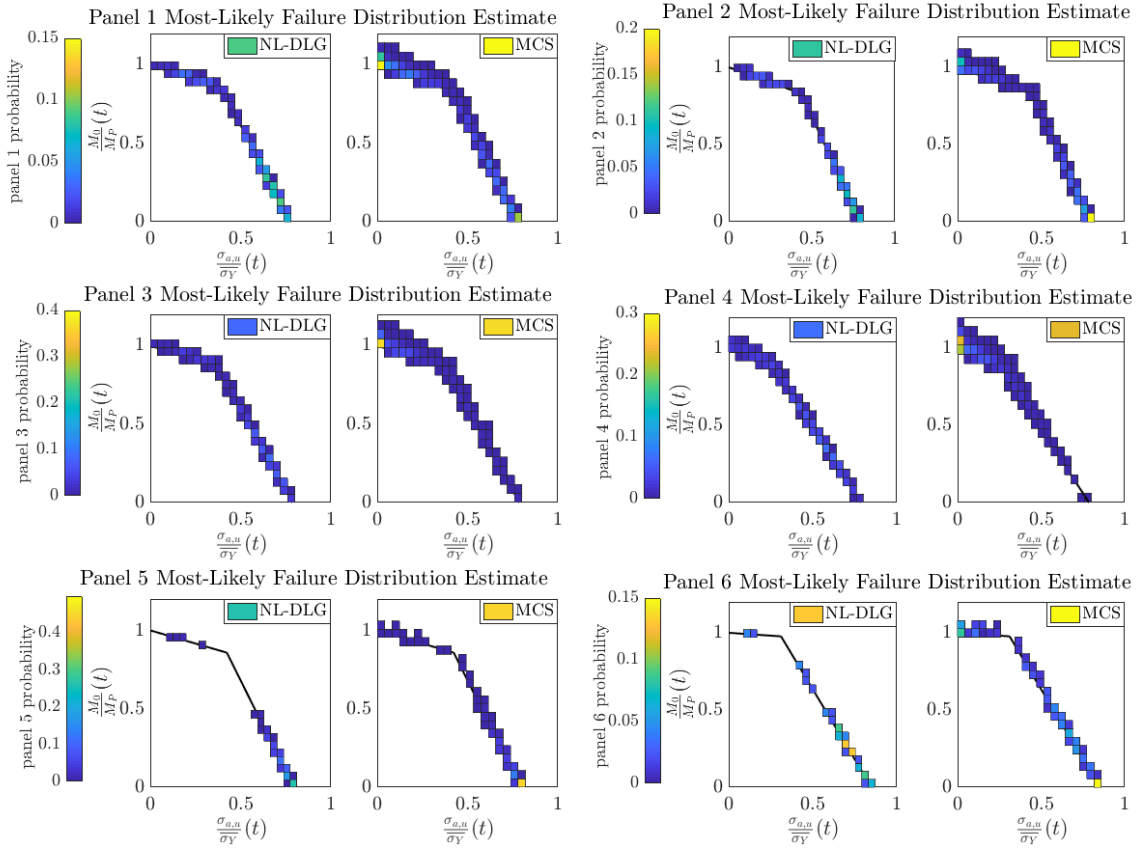 Panel 1 Most-Likely Failure Distribution Estimate
panel 1 probability
0.15
0.1
0.05
0
M_0/M_P (t)
1
0.5
0
NL-DLG
0
0.5
1
σ_{a,u}/σ_Y (t)
1
0.5
0
MCS
0
0.5
1
σ_{a,u}/σ_Y (t)
Panel 2 Most-Likely Failure Distribution Estimate
panel 2 probability
0.2
0.15
0.1
0.05
0
M_0/M_P (t)
1
0.5
0
NL-DLG
0
0.5
1
σ_{a,u}/σ_Y (t)
1
0.5
0
MCS
0
0.5
1
σ_{a,u}/σ_Y (t)
Panel 3 Most-Likely Failure Distribution Estimate
panel 3 probability
0.4
0.3
0.2
0.1
0
M_0/M_P (t)
1
0.5
0
NL-DLG
0
0.5
1
σ_{a,u}/σ_Y (t)
1
0.5
0
MCS
0
0.5
1
σ_{a,u}/σ_Y (t)
Panel 4 Most-Likely Failure Distribution Estimate
panel 4 probability
0.3
0.2
0.1
0
M_0/M_P (t)
1
0.5
0
NL-DLG
0
0.5
1
σ_{a,u}/σ_Y (t)
1
0.5
0
MCS
0
0.5
1
σ_{a,u}/σ_Y (t)
Panel 5 Most-Likely Failure Distribution Estimate
panel 5 probability
0.4
0.3
0.2
0.1
0
M_0/M_P (t)
1
0.5
0
NL-DLG
0
0.5
1
σ_{a,u}/σ_Y (t)
1
0.5
0
MCS
0
0.5
1
σ_{a,u}/σ_Y (t)
Panel 6 Most-Likely Failure Distribution Estimate
panel 6 probability
0.15
0.1
0.05
0
M_0/M_P (t)
1
0.5
0
NL-DLG
0
0.5
1
σ_{a,u}/σ_Y (t)
1
0.5
0
MCS
0
0.5
1
σ_{a,u}/σ_Y (t)